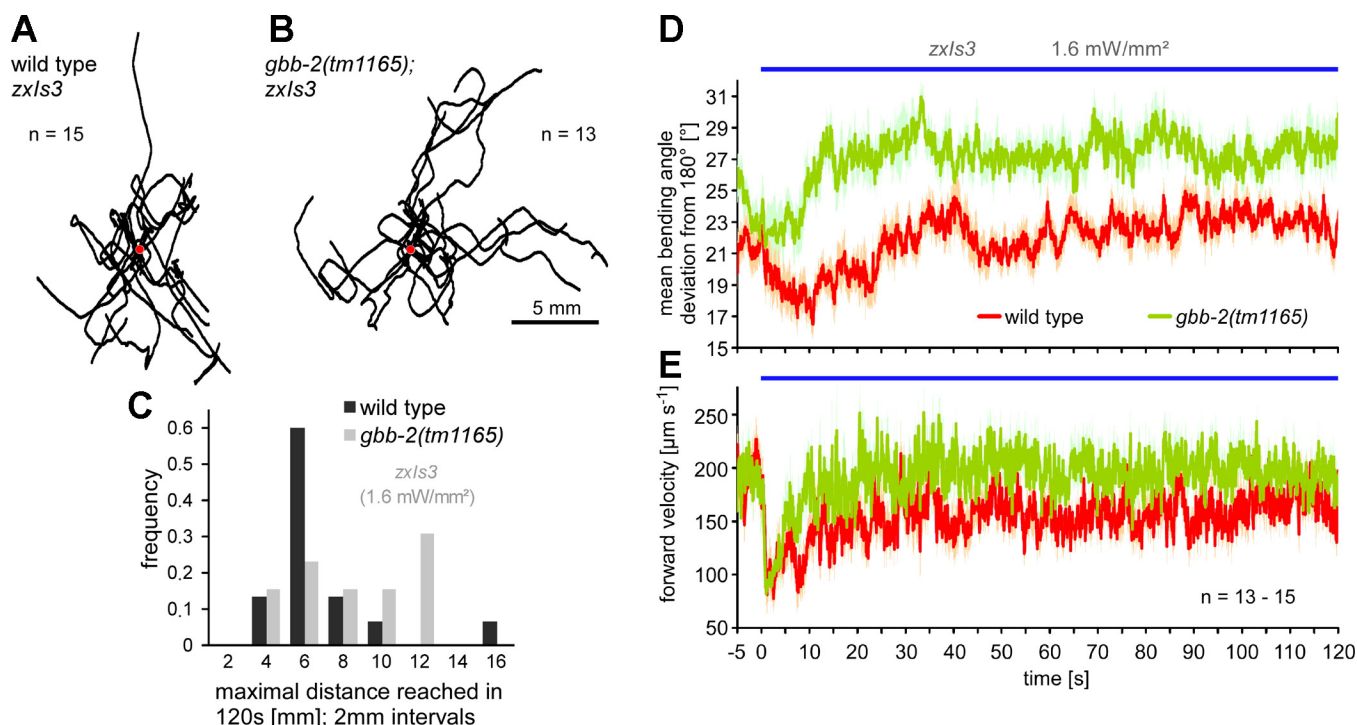 A
wild type
zxIs3
n = 15
B
gbb-2(tm1165);
zxIs3
n = 13
5 mm
C
wild type
gbb-2(tm1165)
zxIs3
(1.6 mW/mm²)
frequency
0.6
0.5
0.4
0.3
0.2
0.1
0
2 4 6 8 10 12 14 16
maximal distance reached in
120s [mm]; 2mm intervals
D
zxIs3 1.6 mW/mm²
mean bending angle
deviation from 180° [°]
31
29
27
25
23
21
19
17
15
wild type gbb-2(tm1165)
E
forward velocity [µm s⁻¹]
250
200
150
100
50
n = 13 - 15
-5 0 10 20 30 40 50 60 70 80 90 100 110 120
time [s]